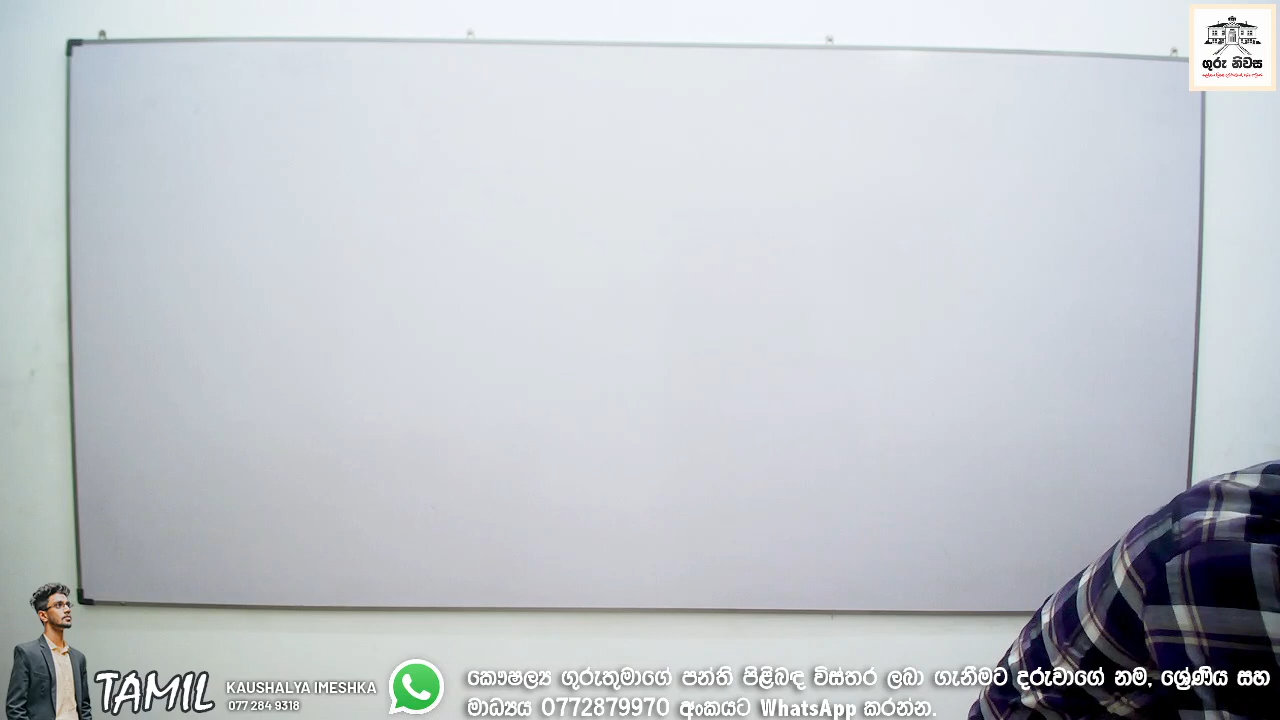 ගුරු නිවස
TAMIL
KAUSHALYA IMESHKA
077 284 9318
කෞෂල්‍ය ගුරුතුමාගේ පන්ති පිළිබඳ විස්තර ලබා ගැනීමට දරුවාගේ නම, ශ්‍රේණිය සහ
මාධ්‍යය 0772879970 අංකයට WhatsApp කරන්න.